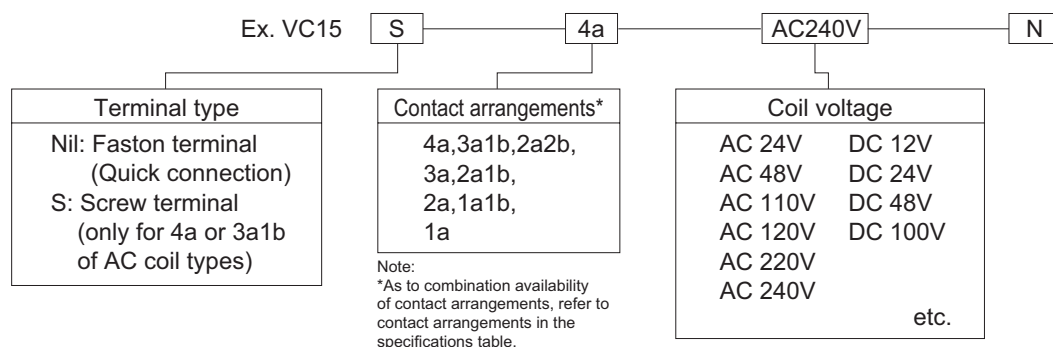 Ex. VC15 S 4a AC240V N
Terminal type
Nil: Faston terminal
(Quick connection)
S: Screw terminal
(only for 4a or 3a1b
of AC coil types)
Contact arrangements*
4a,3a1b,2a2b,
3a,2a1b,
2a,1a1b,
1a
Note:
*As to combination availability
of contact arrangements, refer to
contact arrangements in the
specifications table.
Coil voltage
AC 24V DC 12V
AC 48V DC 24V
AC 110V DC 48V
AC 120V DC 100V
AC 220V
AC 240V
etc.